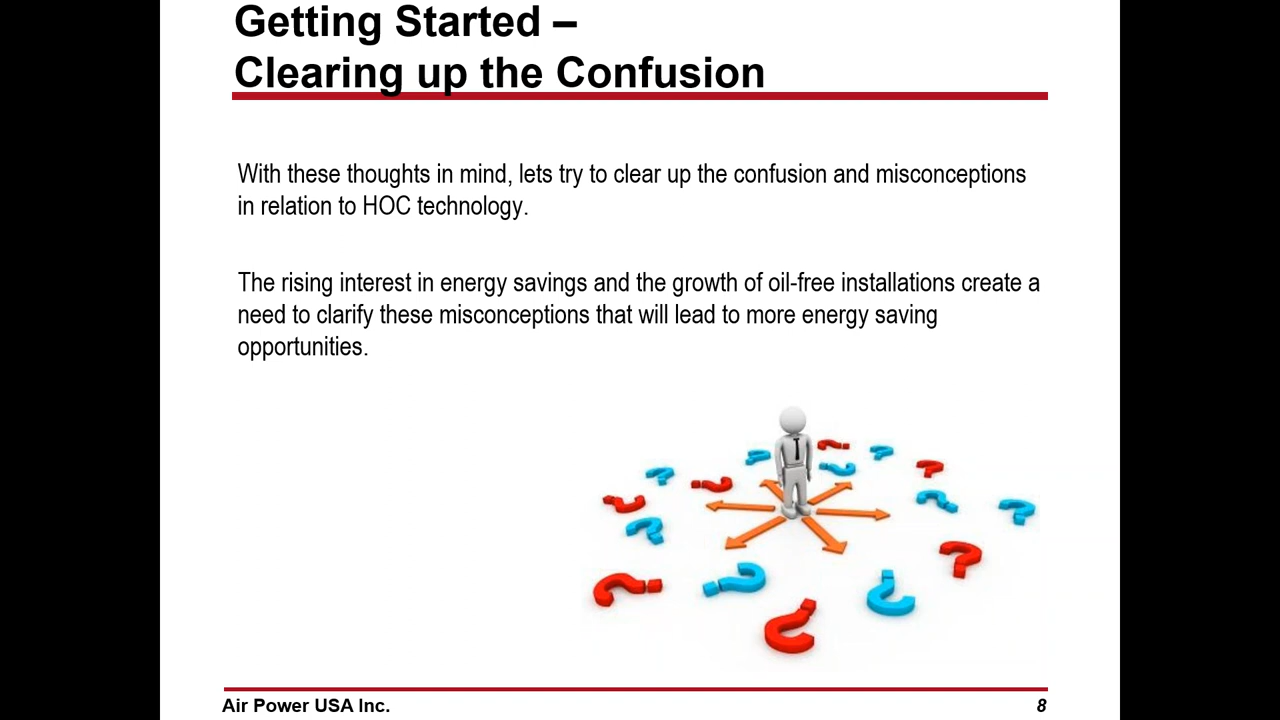 Getting Started –
Clearing up the Confusion
With these thoughts in mind, lets try to clear up the confusion and misconceptions
in relation to HOC technology.
The rising interest in energy savings and the growth of oil-free installations create a
need to clarify these misconceptions that will lead to more energy saving
opportunities.
Air Power USA Inc.
8